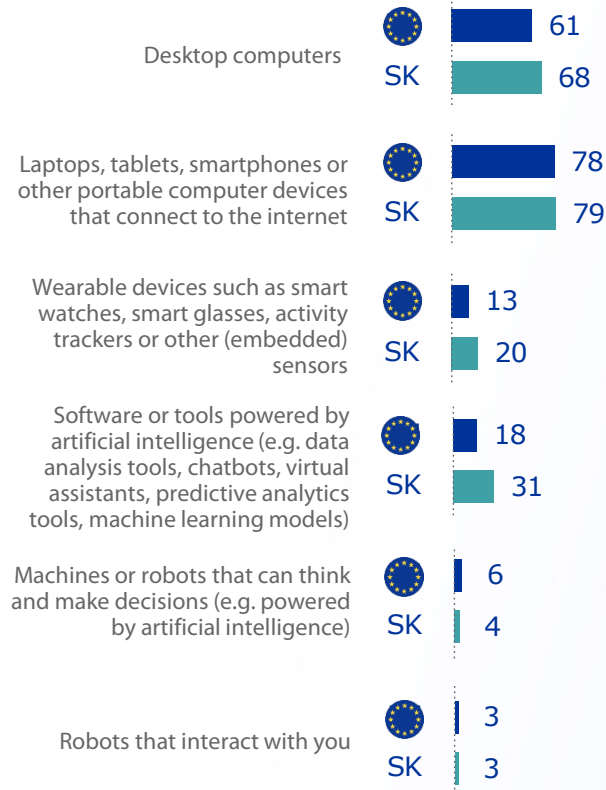 Desktop computers
61
SK
68
Laptops, tablets, smartphones or
other portable computer devices
that connect to the internet
78
SK
79
Wearable devices such as smart
watches, smart glasses, activity
trackers or other (embedded)
sensors
13
SK
20
Software or tools powered by
artificial intelligence (e.g. data
analysis tools, chatbots, virtual
assistants, predictive analytics
tools, machine learning models)
18
SK
31
Machines or robots that can think
and make decisions (e.g. powered
by artificial intelligence)
6
SK
4
Robots that interact with you
3
SK
3